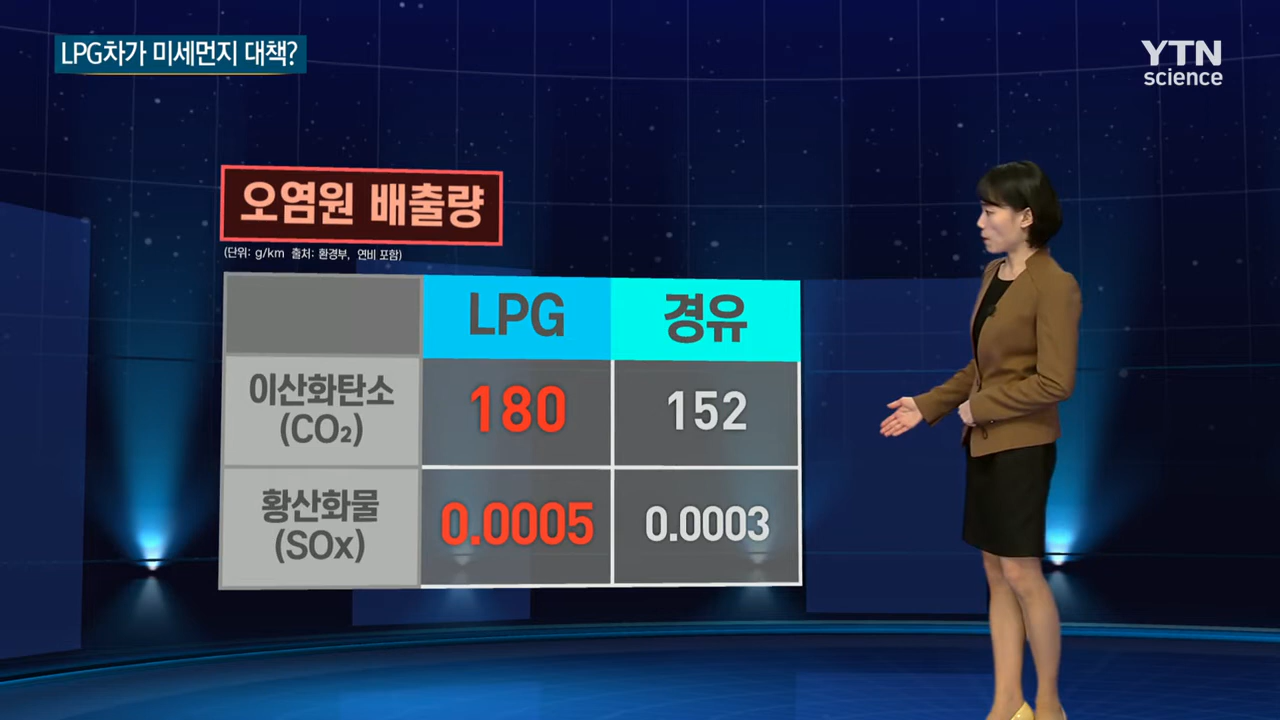 LPG차가 미세먼지 대책?
YTN
science
오염원 배출량
(단위: g/km 출처: 환경부, 연비 포함)
LPG 경유
이산화탄소
(CO₂)
180 152
황산화물
(SOx)
0.0005 0.0003